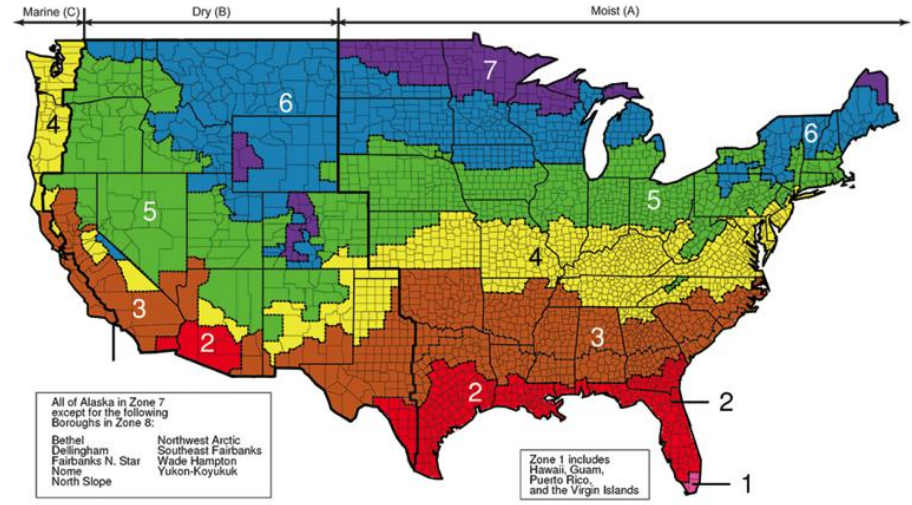 Marine (C) Dry (B) Moist (A)
7
6
6
4
5
5
4
3
3
2
2
2
1
All of Alaska in Zone 7
except for the following
Boroughs in Zone 8:
Bethel Northwest Arctic
Dellingham Southeast Fairbanks
Fairbanks N. Star Wade Hampton
Nome Yukon-Koyukuk
North Slope
Zone 1 includes
Hawaii, Guam,
Puerto Rico,
and the Virgin Islands